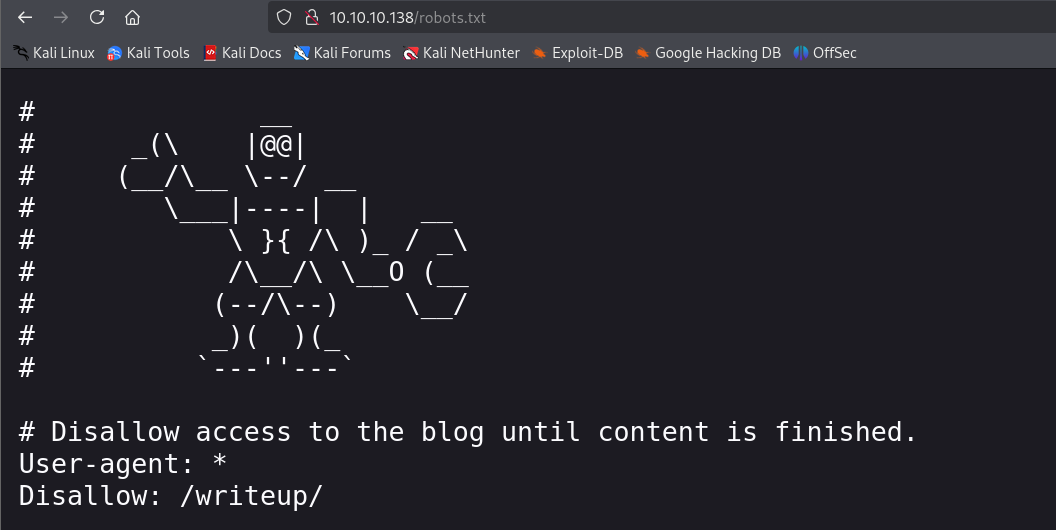 10.10.10.138/robots.txt
Kali Linux Kali Tools Kali Docs Kali Forums Kali NetHunter Exploit-DB Google Hacking DB OffSec
#                __
#       _(\    |@@|
#      (__/\__ \--/ __
#         \___|----|  |   __
#             \ }{ /\ )_ / _\
#             /\__/\ \__O (__
#            (--/\--)    \__/
#            _)(  )(_
#           `---''---`
# Disallow access to the blog until content is finished.
User-agent: *
Disallow: /writeup/